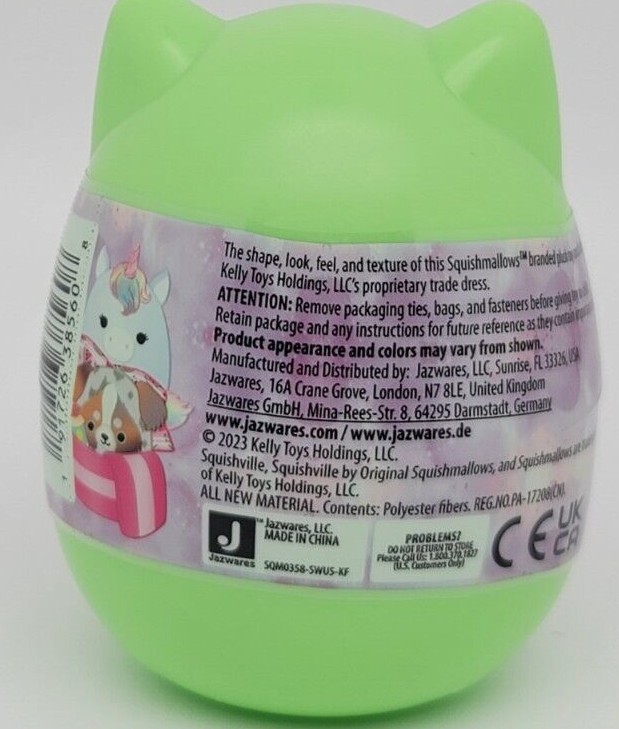 The shape, look, feel, and texture of this Squishmallows™ branded
Kelly Toys Holdings, LLC's proprietary trade dress.
ATTENTION: Remove packaging ties, bags, and fasteners before giving
Retain package and any instructions for future reference as they contain
Product appearance and colors may vary from shown.
Manufactured and Distributed by: Jazwares, LLC, Sunrise, FL 33326, USA
Jazwares, 16A Crane Grove, London, N7 8LE, United Kingdom
Jazwares GmbH, Mina-Rees-Str. 8, 64295 Darmstadt, Germany
www.jazwares.com / www.jazwares.de
© 2023 Kelly Toys Holdings, LLC.
Squishville, Squishville by Original Squishmallows, and Squishmallows are
of Kelly Toys Holdings, LLC.
ALL NEW MATERIAL. Contents: Polyester fibers. REG.NO.PA-17208(CN).
J™
Jazwares
Jazwares, LLC.
MADE IN CHINA
SQM0358-5WUS-KF
PROBLEMS?
DO NOT RETURN TO STORE
Please Call Us: 1.800.370.1827
(U.S. Customers Only)
CE
UK
CA
1 91726 38560 8